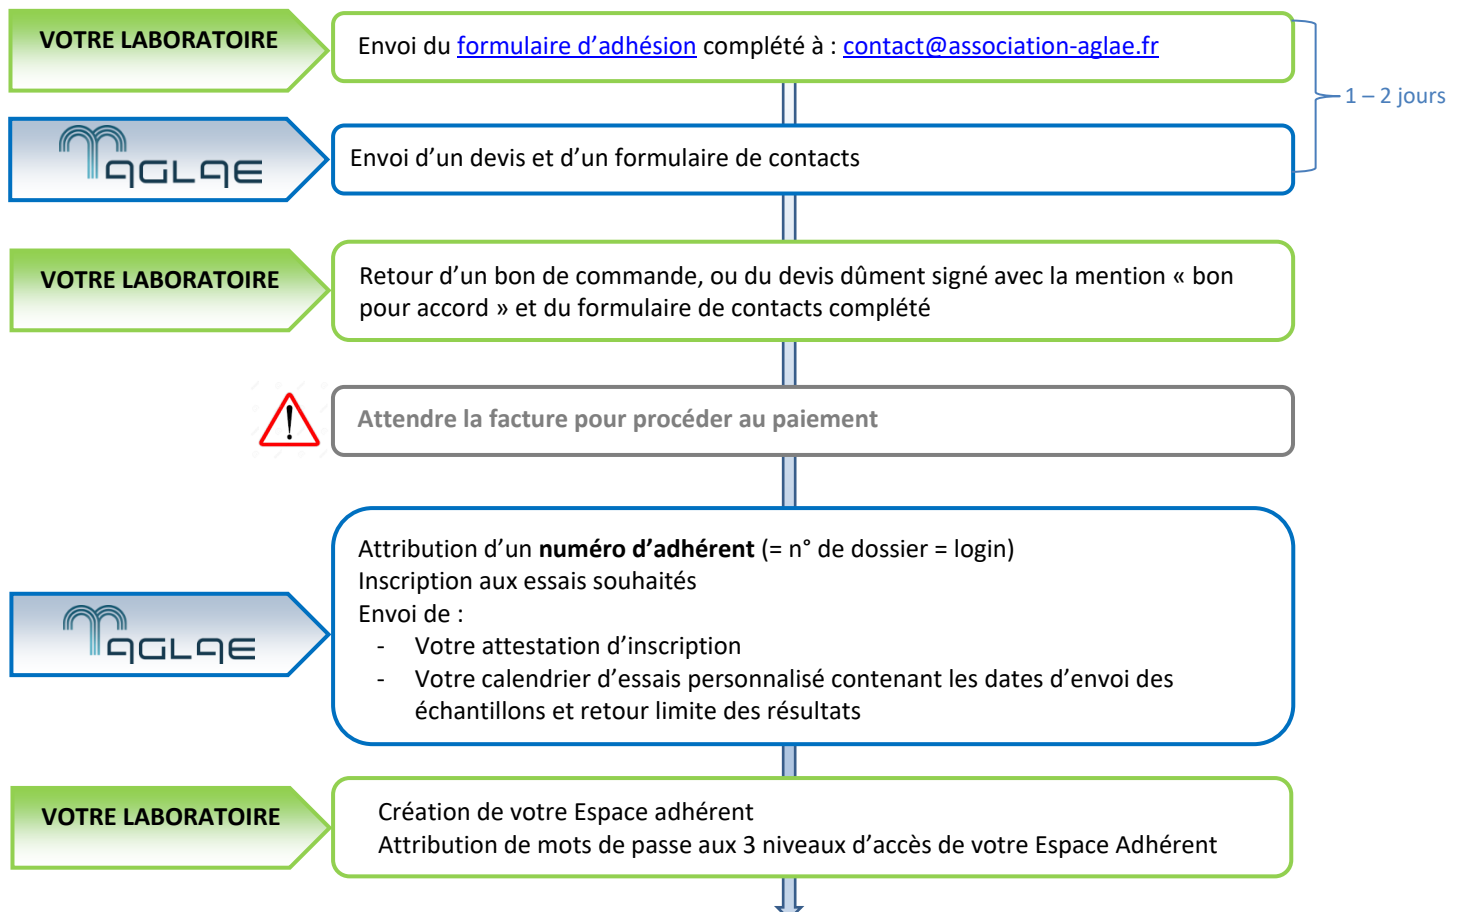 VOTRE LABORATOIRE
Envoi du formulaire d’adhésion complété à : contact@association-aglae.fr
1 – 2 jours
AGLAE
Envoi d’un devis et d’un formulaire de contacts
VOTRE LABORATOIRE
Retour d’un bon de commande, ou du devis dûment signé avec la mention « bon
pour accord » et du formulaire de contacts complété
!
Attendre la facture pour procéder au paiement
AGLAE
Attribution d’un numéro d’adhérent (= n° de dossier = login)
Inscription aux essais souhaités
Envoi de :
- Votre attestation d’inscription
- Votre calendrier d’essais personnalisé contenant les dates d’envoi des
échantillons et retour limite des résultats
VOTRE LABORATOIRE
Création de votre Espace adhérent
Attribution de mots de passe aux 3 niveaux d’accès de votre Espace Adhérent